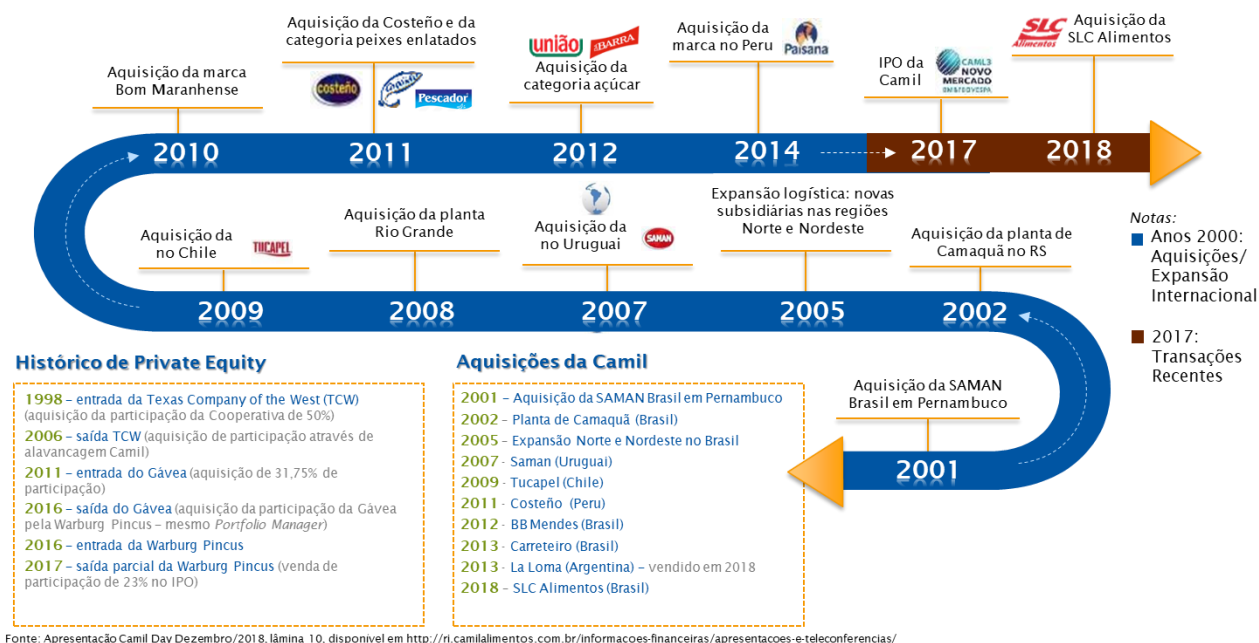 Aquisição da marca
Bom Maranhense
Aquisição da Costeño e da
categoria peixes enlatados
costeño
Coqueiro
Pescador
união
DA BARRA
Aquisição da
categoria açúcar
Aquisição da
marca no Peru
Paisana
IPO da
Camil
CAML3
NOVO
MERCADO
BM&FBOVESPA
SLC
Alimentos
Aquisição da
SLC Alimentos
2010
2011
2012
2014
2017
2018
Aquisição da
no Chile
TUCAPEL
Aquisição da planta
Rio Grande
Aquisição da
no Uruguai
SAMAN
Expansão logística: novas
subsidiárias nas regiões
Norte e Nordeste
Aquisição da planta de
Camaquã no RS
2009
2008
2007
2005
2002
Notas:
Anos 2000:
Aquisições/
Expansão
Internacional
2017:
Transações
Recentes
Aquisição da SAMAN
Brasil em Pernambuco
2001
Histórico de Private Equity
1998 – entrada da Texas Company of the West (TCW)
(aquisição da participação da Cooperativa de 50%)
2006 – saída TCW (aquisição de participação através de
alavancagem Camil)
2011 – entrada do Gávea (aquisição de 31,75% de
participação)
2016 – saída do Gávea (aquisição da participação da Gávea
pela Warburg Pincus – mesmo Portfolio Manager)
2016 – entrada da Warburg Pincus
2017 – saída parcial da Warburg Pincus (venda de
participação de 23% no IPO)
Aquisições da Camil
2001 – Aquisição da SAMAN Brasil em Pernambuco
2002 – Planta de Camaquã (Brasil)
2005 – Expansão Norte e Nordeste no Brasil
2007 - Saman (Uruguai)
2009 - Tucapel (Chile)
2011 - Costeño (Peru)
2012 - BB Mendes (Brasil)
2013 - Carreteiro (Brasil)
2013 - La Loma (Argentina) – vendido em 2018
2018 – SLC Alimentos (Brasil)
Fonte: Apresentação Camil Day Dezembro/2018, lâmina 10, disponível em http://ri.camilalimentos.com.br/informacoes-financeiras/apresentacoes-e-teleconferencias/